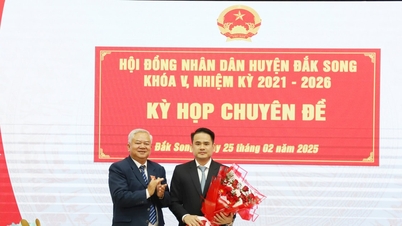 HỘI ĐỒNG NHÂN DÂN HUYỆN ĐẮK SONG
KHÓA V, NHIỆM KỲ 2021 - 2026
KỲ HỌP CHUYÊN ĐỀ
Đắk Song, ngày 25 tháng 02 năm 2025